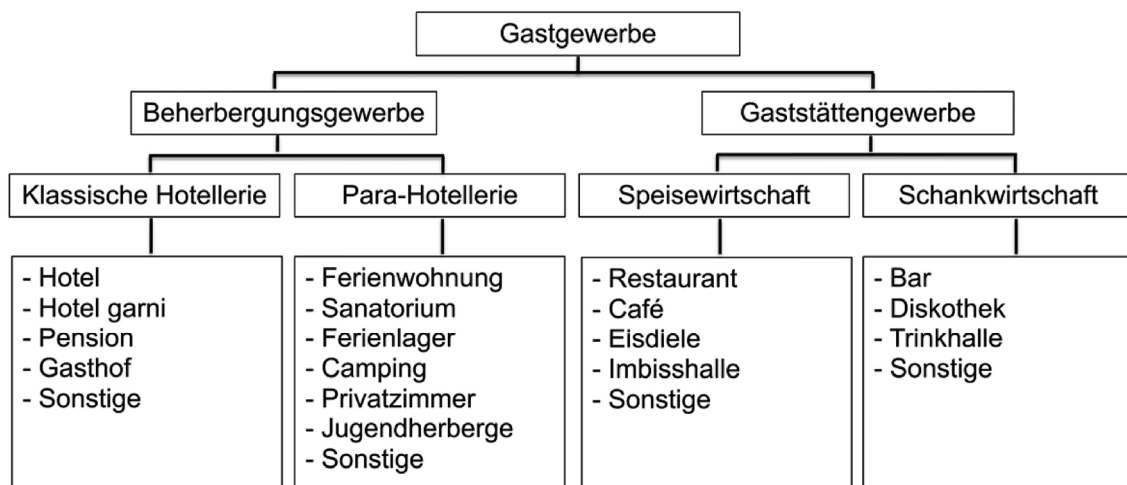 Gastgewerbe
Beherbergungsgewerbe
Gaststättengewerbe
Klassische Hotellerie
Para-Hotellerie
Speisewirtschaft
Schankwirtschaft
- Hotel
- Hotel garni
- Pension
- Gasthof
- Sonstige
- Ferienwohnung
- Sanatorium
- Ferienlager
- Camping
- Privatzimmer
- Jugendherberge
- Sonstige
- Restaurant
- Café
- Eisdiele
- Imbisshalle
- Sonstige
- Bar
- Diskothek
- Trinkhalle
- Sonstige